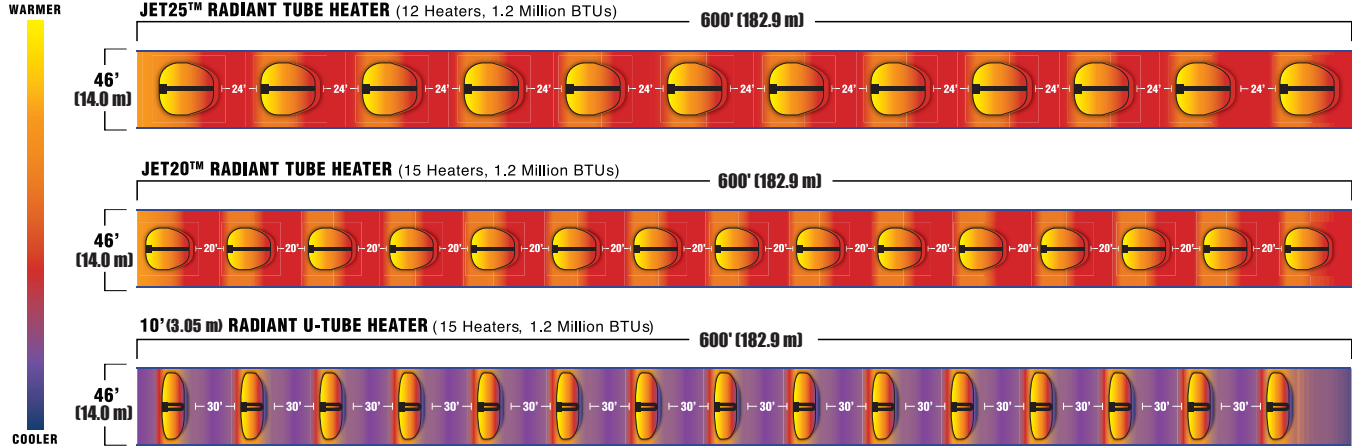 WARMER
JET25™ RADIANT TUBE HEATER (12 Heaters, 1.2 Million BTUs)
600' (182.9 m)
46'
(14.0 m)
24' 24' 24' 24' 24' 24' 24' 24' 24' 24' 24'
JET20™ RADIANT TUBE HEATER (15 Heaters, 1.2 Million BTUs)
600' (182.9 m)
46'
(14.0 m)
20' 20' 20' 20' 20' 20' 20' 20' 20' 20' 20' 20' 20' 20'
10' (3.05 m) RADIANT U-TUBE HEATER (15 Heaters, 1.2 Million BTUs)
600' (182.9 m)
46'
(14.0 m)
30' 30' 30' 30' 30' 30' 30' 30' 30' 30' 30' 30' 30' 30'
COOLER